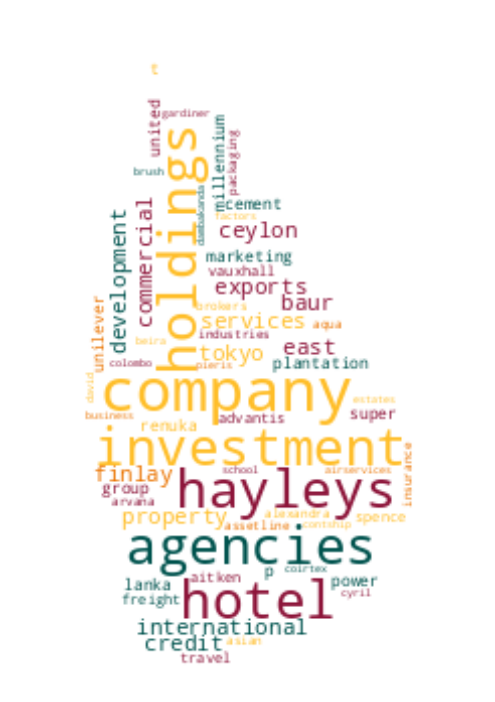 t
united
gardiner
holdings
millennium
packaging
brush
dambakanda
cement
factors
commercial
development
ceylon
marketing
vauxhall
exports
baur
unilever
brokers
services
aqua
industries
beira
tokyo
east
colombo
pieris
plantation
david
company
estates
business
renuka
advantis
super
investment
finlay
school
airservices
insurance
group
hayleys
arvana
property
alexandra
spence
assetline
contship
agencies
p
coirtex
aitken
lanka
power
freight
hotel
cyril
international
credit
asian
travel